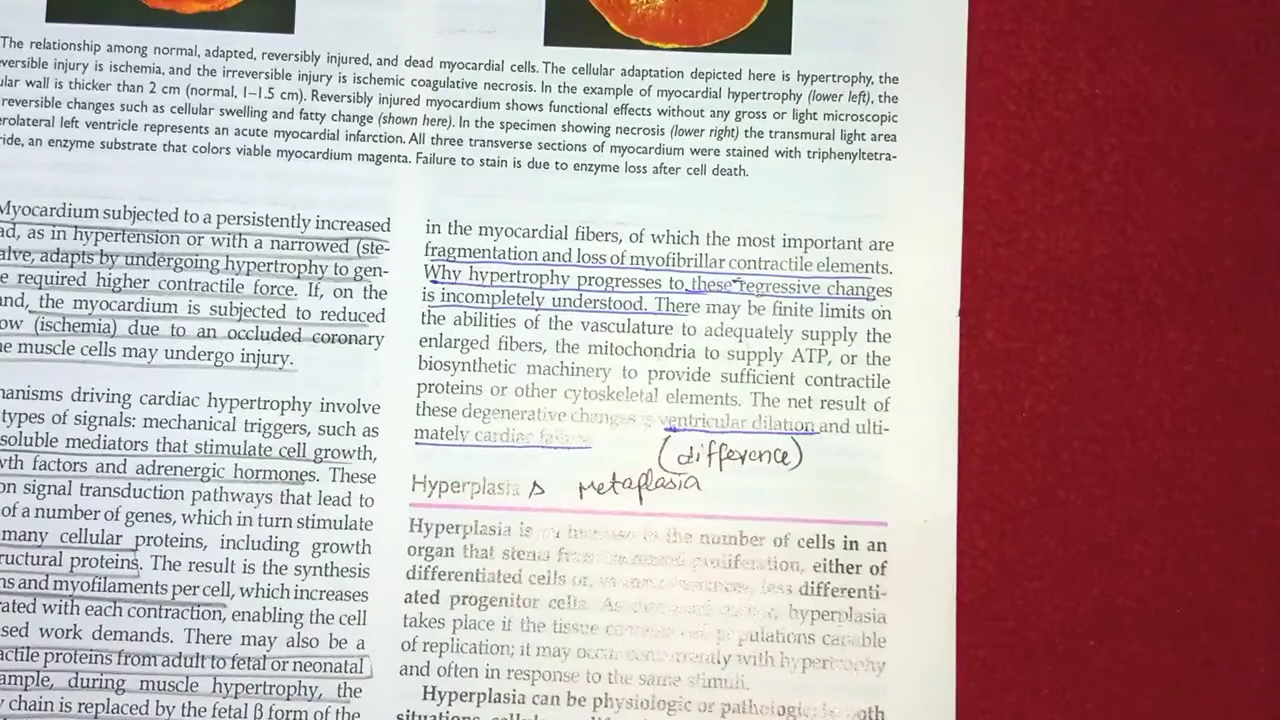 The relationship among normal, adapted, reversibly injured, and dead myocardial cells. The cellular adaptation depicted here is hypertrophy, the
versible injury is ischemia, and the irreversible injury is ischemic coagulative necrosis. In the example of myocardial hypertrophy (lower left), the
lar wall is thicker than 2 cm (normal, 1–1.5 cm). Reversibly injured myocardium shows functional effects without any gross or light microscopic
reversible changes such as cellular swelling and fatty change (shown here). In the specimen showing necrosis (lower right) the transmural light area
rolateral left ventricle represents an acute myocardial infarction. All three transverse sections of myocardium were stained with triphenyltetra-
ride, an enzyme substrate that colors viable myocardium magenta. Failure to stain is due to enzyme loss after cell death.
Myocardium subjected to a persistently increased
ad, as in hypertension or with a narrowed (ste-
alve, adapts by undergoing hypertrophy to gen-
e required higher contractile force. If, on the
and, the myocardium is subjected to reduced
ow (ischemia) due to an occluded coronary
he muscle cells may undergo injury.
hanisms driving cardiac hypertrophy involve
types of signals: mechanical triggers, such as
soluble mediators that stimulate cell growth,
wth factors and adrenergic hormones. These
on signal transduction pathways that lead to
of a number of genes, which in turn stimulate
many cellular proteins, including growth
ructural proteins. The result is the synthesis
ns and myofilaments per cell, which increases
rated with each contraction, enabling the cell
sed work demands. There may also be a
actile proteins from adult to fetal or neonatal
ample, during muscle hypertrophy, the
y chain is replaced by the fetal β form of the
in the myocardial fibers, of which the most important are
fragmentation and loss of myofibrillar contractile elements.
Why hypertrophy progresses to these regressive changes
is incompletely understood. There may be finite limits on
the abilities of the vasculature to adequately supply the
enlarged fibers, the mitochondria to supply ATP, or the
biosynthetic machinery to provide sufficient contractile
proteins or other cytoskeletal elements. The net result of
these degenerative changes is ventricular dilation and ulti-
mately cardiac failure
(difference)
Hyperplasia metaplasia
Hyperplasia is an increase in the number of cells in an
organ that stems from increased proliferation, either of
differentiated cells or, in some instances, less differenti-
ated progenitor cells. As discussed hyperplasia
takes place if the tissue contains cell populations capable
of replication; it may occur concurrently with hypertrophy
and often in response to the same stimuli.
Hyperplasia can be physiologic or pathologic; in both
situations,